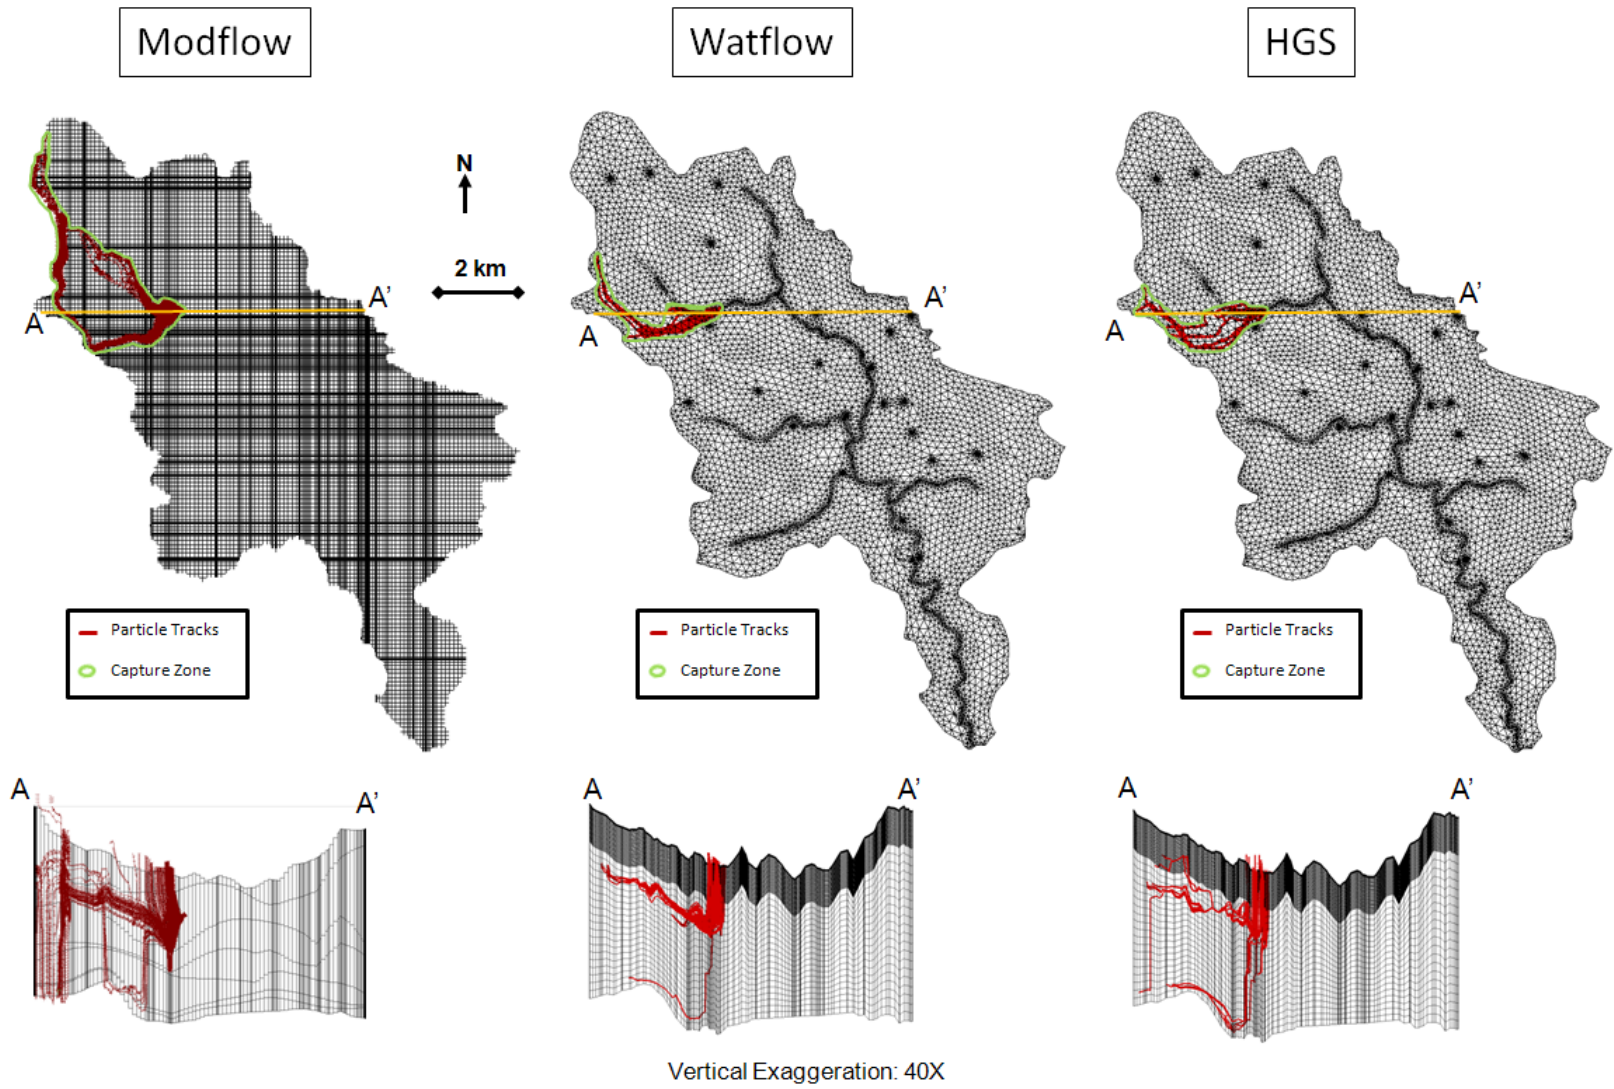 Modflow
Watflow
HGS
N
2 km
A
A'
A
A'
A
A'
Particle Tracks
Capture Zone
Particle Tracks
Capture Zone
Particle Tracks
Capture Zone
A
A'
A
A'
A
A'
Vertical Exaggeration: 40X